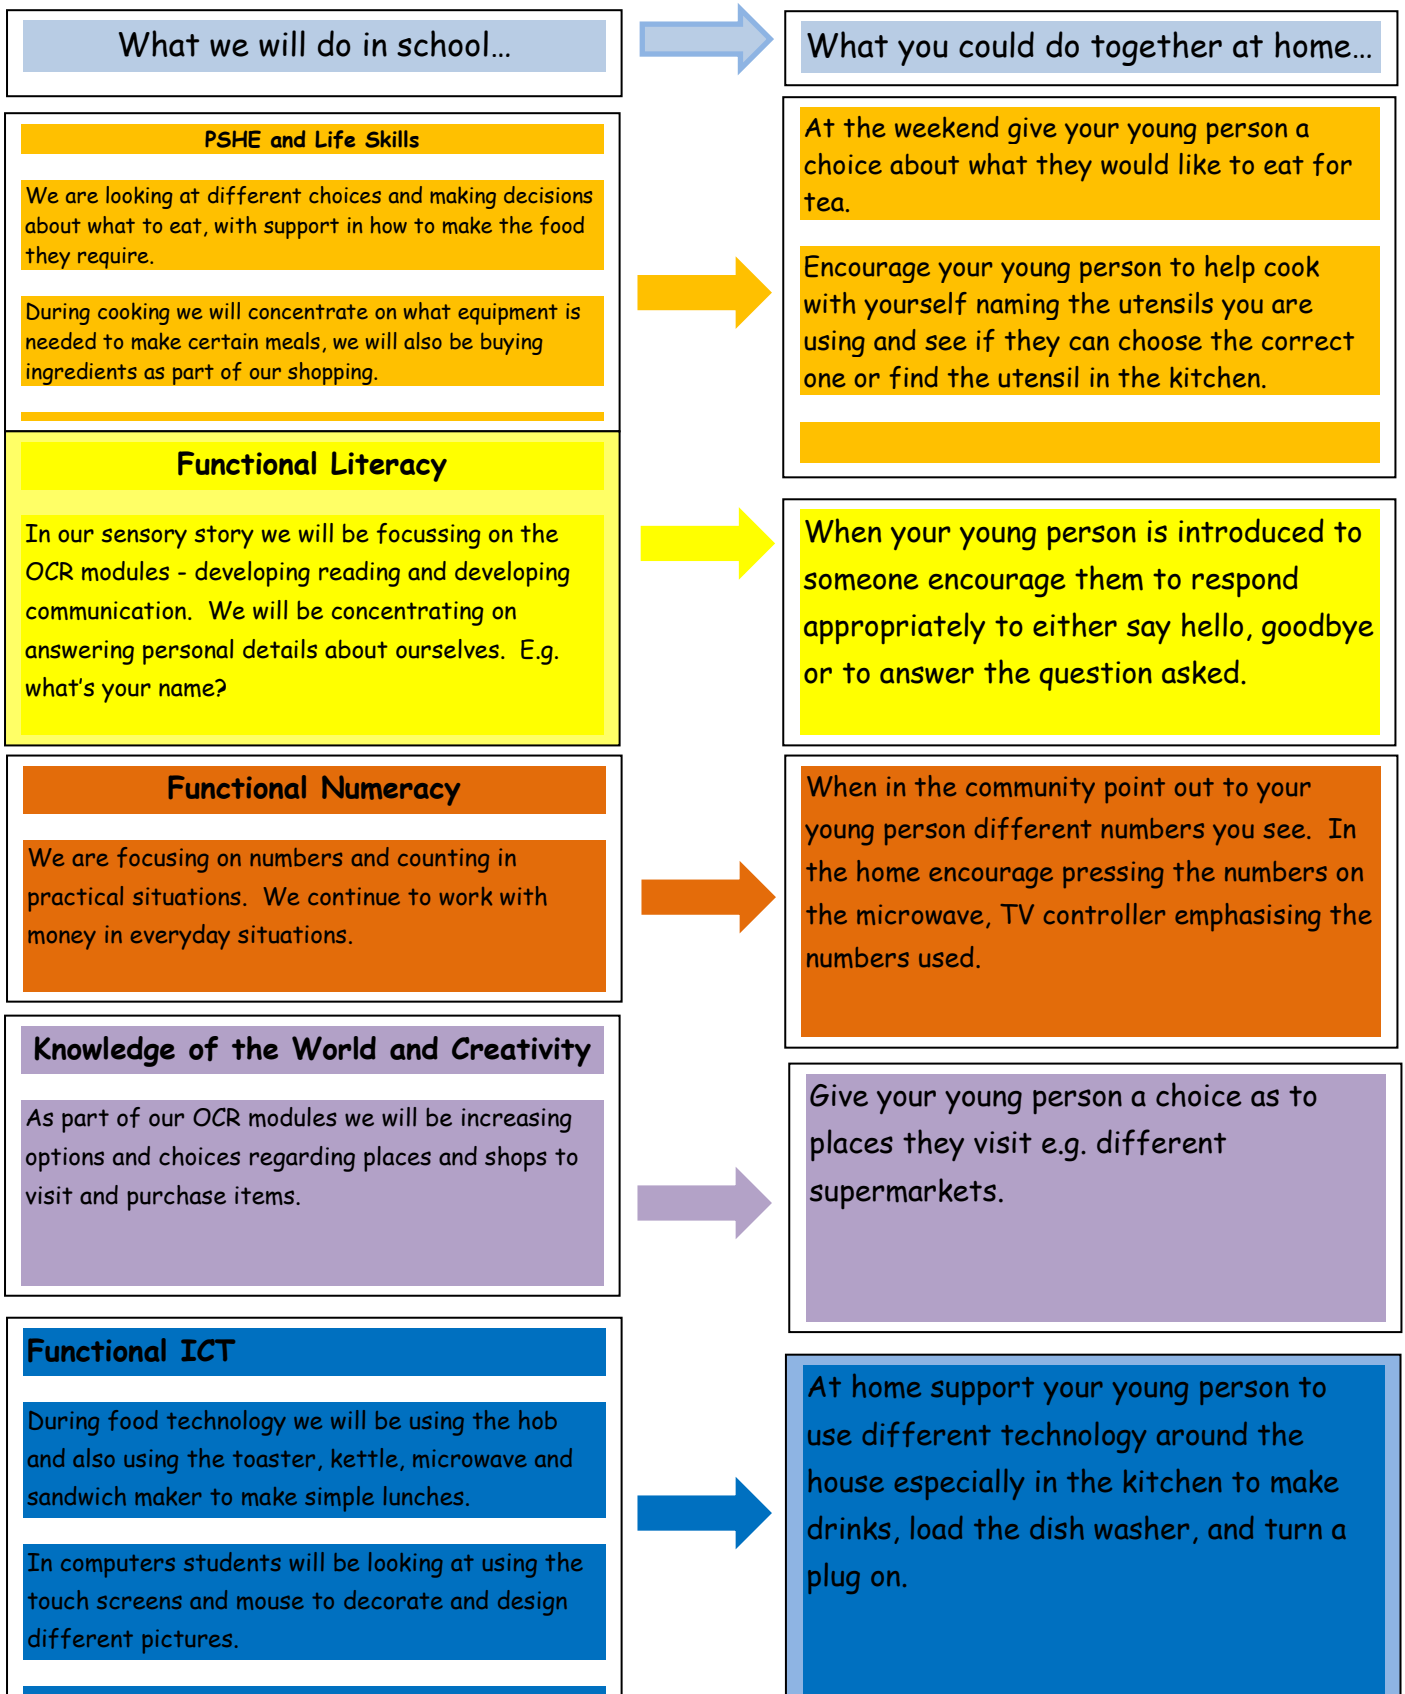 What we will do in school…
What you could do together at home…
PSHE and Life Skills
We are looking at different choices and making decisions
about what to eat, with support in how to make the food
they require.
During cooking we will concentrate on what equipment is
needed to make certain meals, we will also be buying
ingredients as part of our shopping.
At the weekend give your young person a
choice about what they would like to eat for
tea.
Encourage your young person to help cook
with yourself naming the utensils you are
using and see if they can choose the correct
one or find the utensil in the kitchen.
Functional Literacy
In our sensory story we will be focussing on the
OCR modules - developing reading and developing
communication.  We will be concentrating on
answering personal details about ourselves.  E.g.
what's your name?
When your young person is introduced to
someone encourage them to respond
appropriately to either say hello, goodbye
or to answer the question asked.
Functional Numeracy
We are focusing on numbers and counting in
practical situations.  We continue to work with
money in everyday situations.
When in the community point out to your
young person different numbers you see.  In
the home encourage pressing the numbers on
the microwave, TV controller emphasising the
numbers used.
Knowledge of the World and Creativity
As part of our OCR modules we will be increasing
options and choices regarding places and shops to
visit and purchase items.
Give your young person a choice as to
places they visit e.g. different
supermarkets.
Functional ICT
During food technology we will be using the hob
and also using the toaster, kettle, microwave and
sandwich maker to make simple lunches.
In computers students will be looking at using the
touch screens and mouse to decorate and design
different pictures.
At home support your young person to
use different technology around the
house especially in the kitchen to make
drinks, load the dish washer, and turn a
plug on.